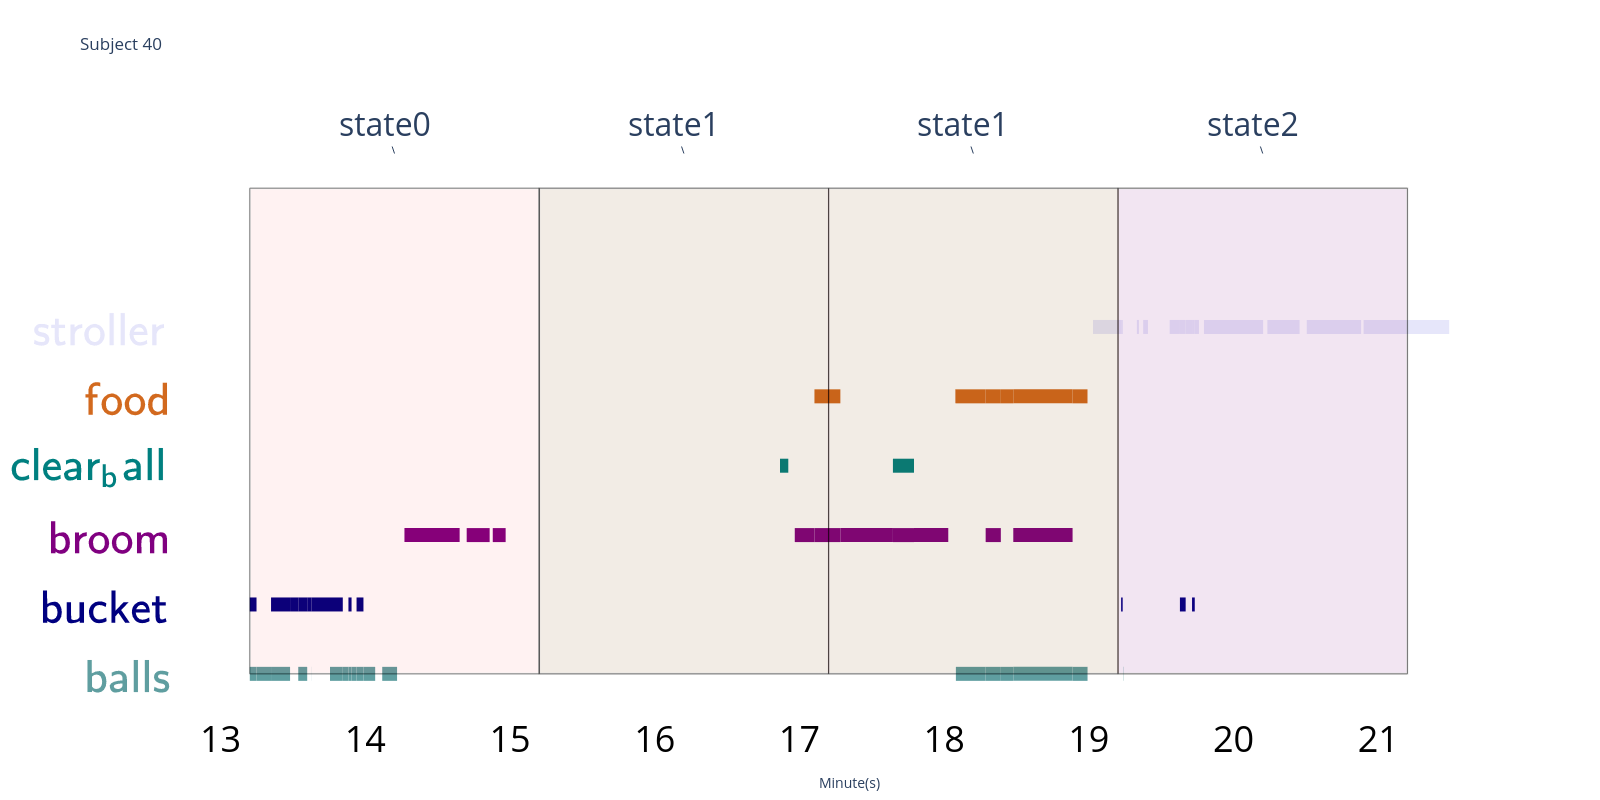 Subject 40
state0 state1 state1 state2
stroller
food
clearb all
broom
bucket
balls
13 14 15 16 17 18 19 20 21
Minute(s)